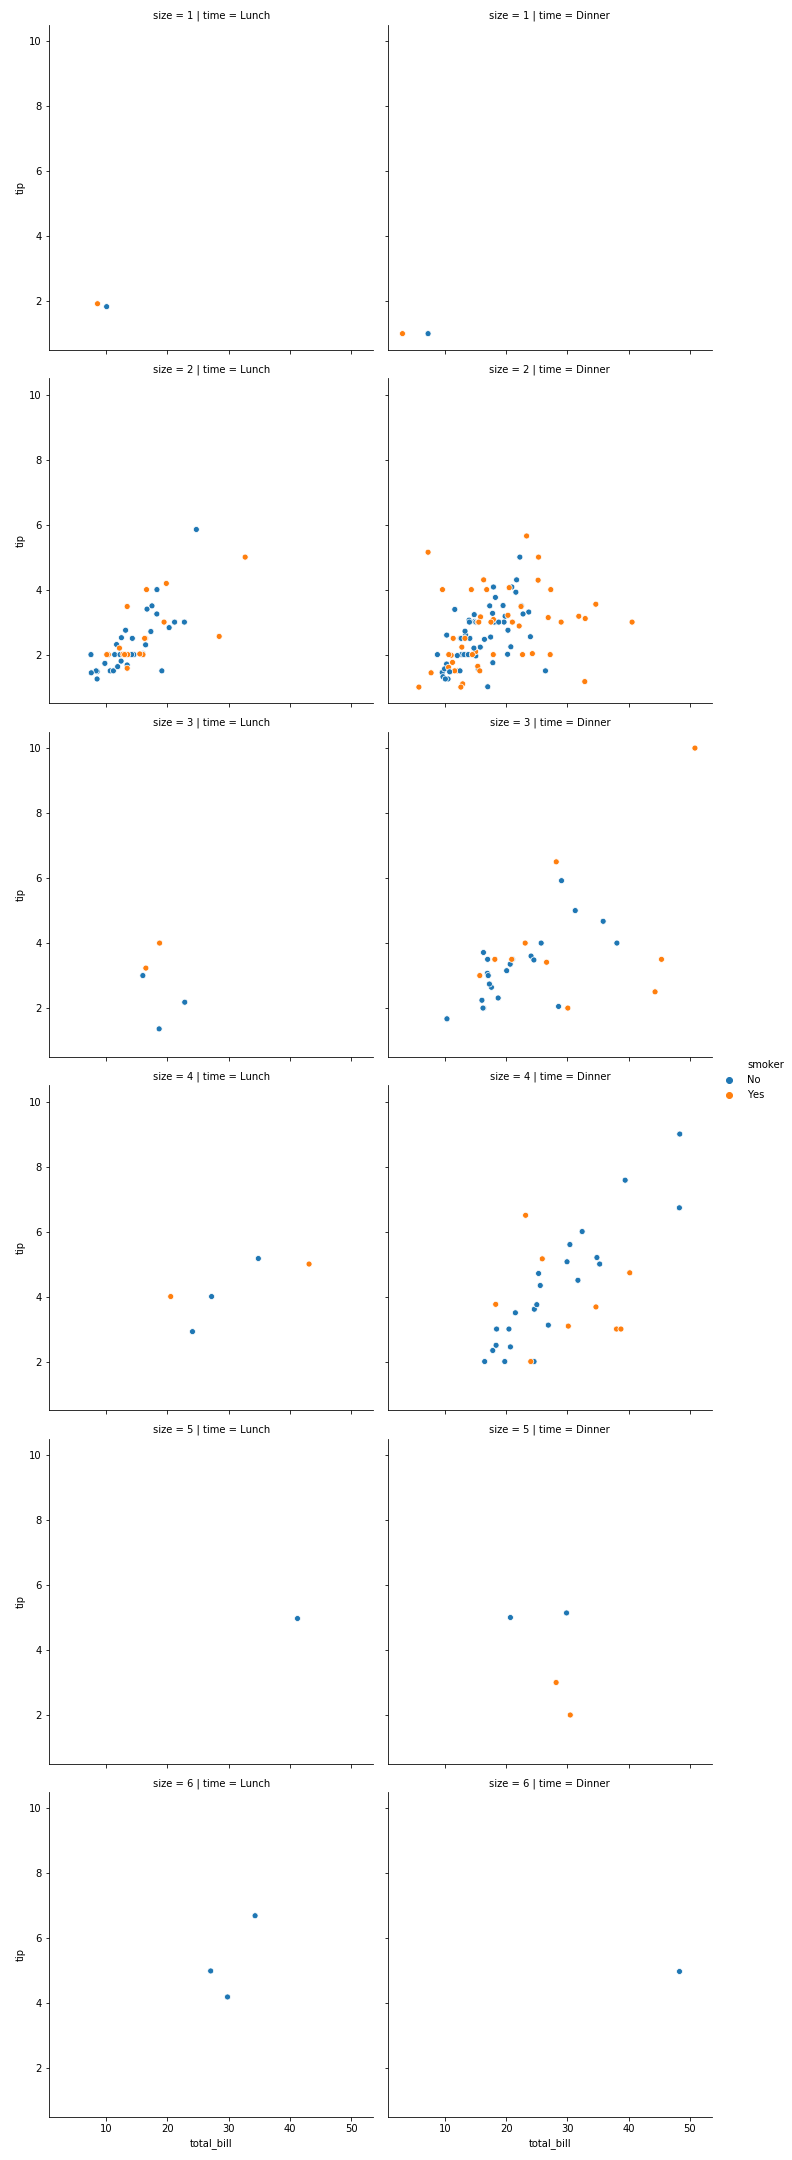 size = 1 | time = Lunch
size = 1 | time = Dinner
10
8
6
4
2
tip
size = 2 | time = Lunch
size = 2 | time = Dinner
10
8
6
4
2
tip
size = 3 | time = Lunch
size = 3 | time = Dinner
10
8
6
4
2
tip
smoker
No
Yes
size = 4 | time = Lunch
size = 4 | time = Dinner
10
8
6
4
2
tip
size = 5 | time = Lunch
size = 5 | time = Dinner
10
8
6
4
2
tip
size = 6 | time = Lunch
size = 6 | time = Dinner
10
8
6
4
2
tip
10 20 30 40 50
total_bill
10 20 30 40 50
total_bill